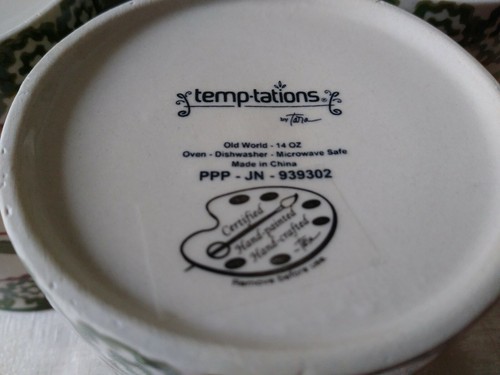 temp-tations®
by Tara
Old World - 14 OZ
Oven - Dishwasher - Microwave Safe
Made in China
PPP - JN - 939302
Certified
Hand-painted
Hand-crafted
- Tara
Remove before use